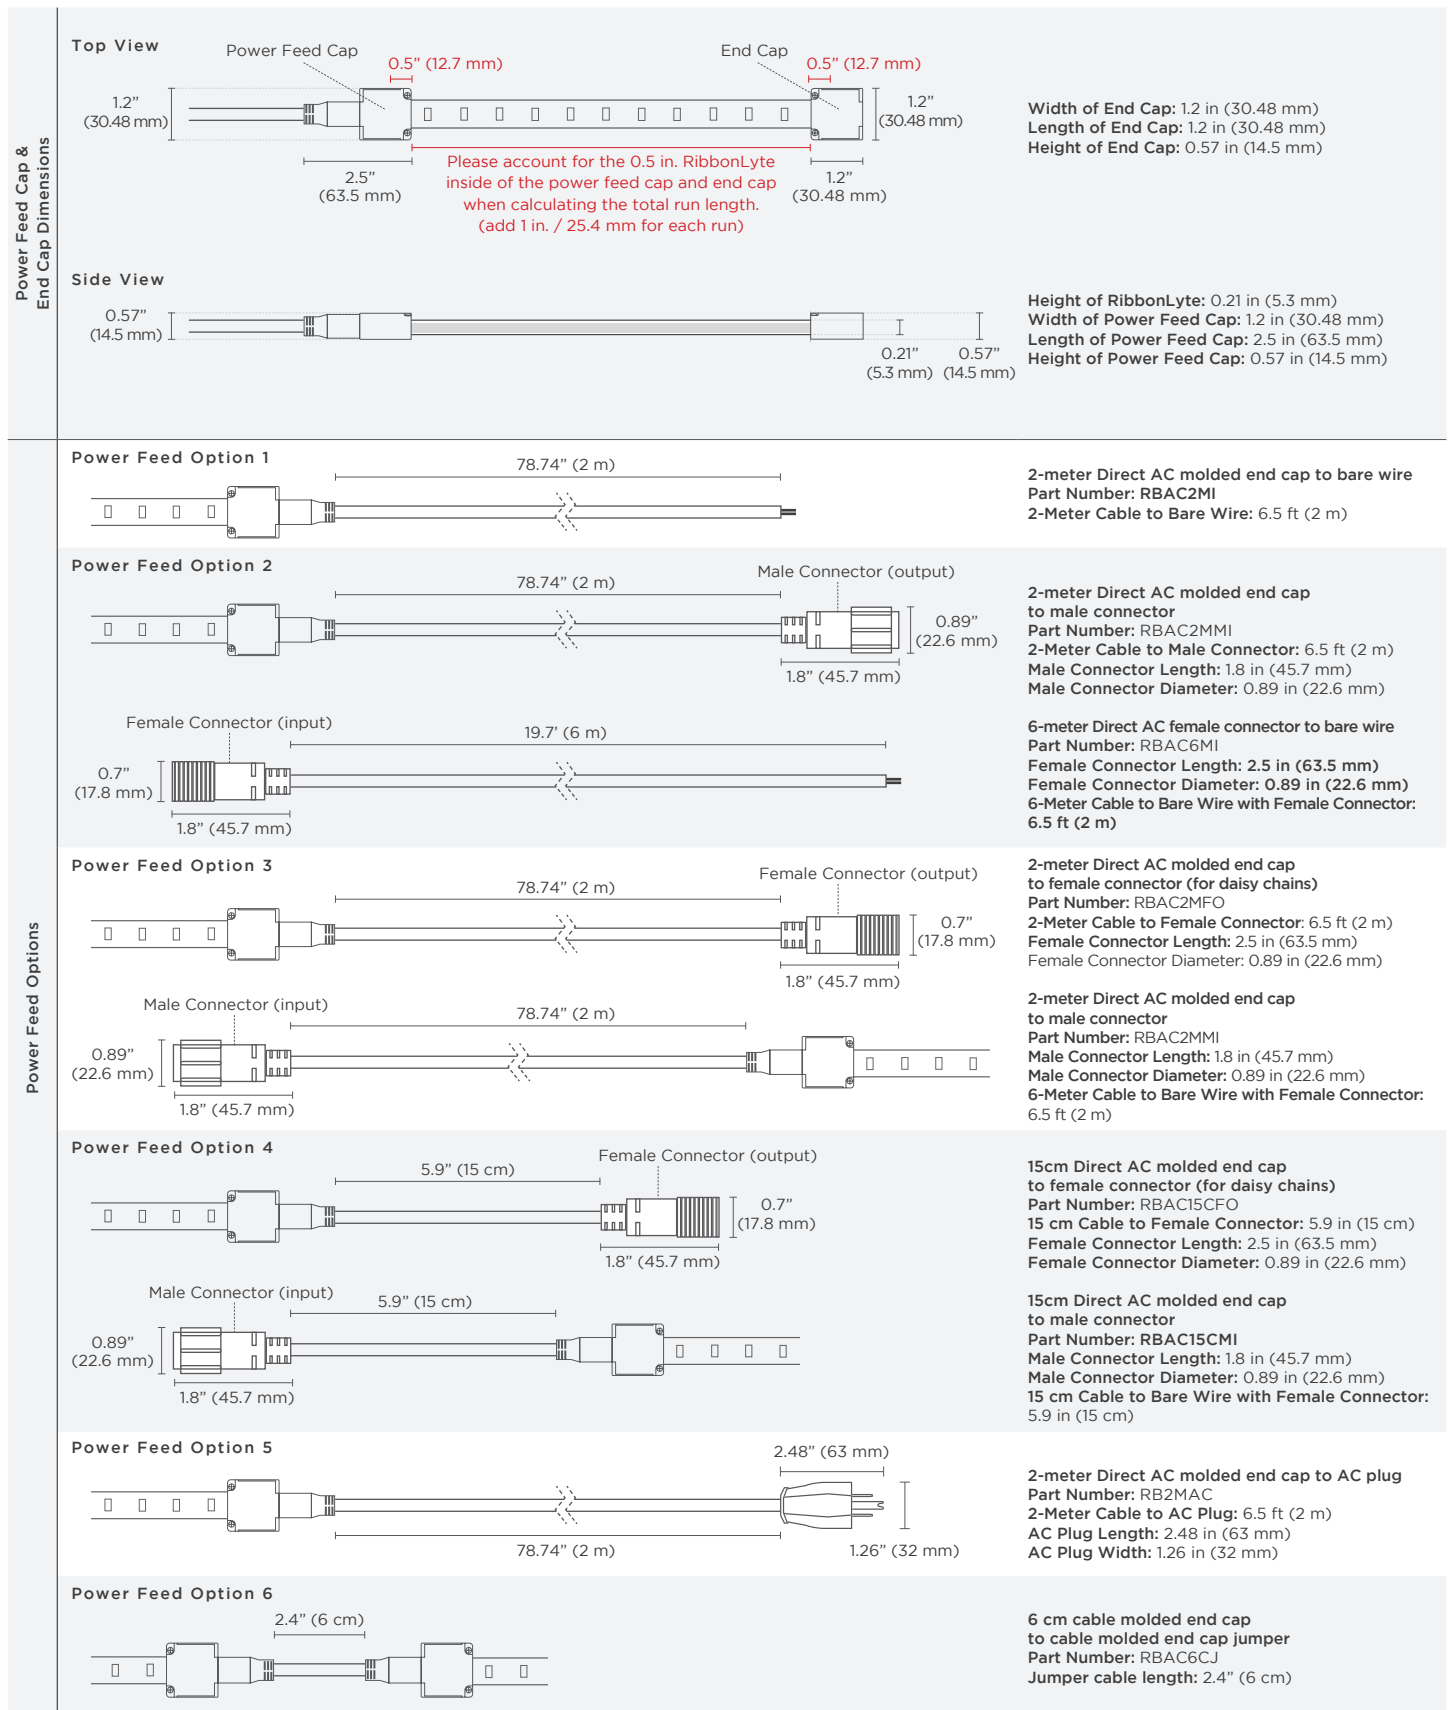 Power Feed Cap &
End Cap Dimensions
Top View
Power Feed Cap
End Cap
0.5” (12.7 mm)
0.5” (12.7 mm)
1.2”
(30.48 mm)
1.2”
(30.48 mm)
2.5”
(63.5 mm)
Please account for the 0.5 in. RibbonLyte
inside of the power feed cap and end cap
when calculating the total run length.
(add 1 in. / 25.4 mm for each run)
1.2”
(30.48 mm)
Width of End Cap: 1.2 in (30.48 mm)
Length of End Cap: 1.2 in (30.48 mm)
Height of End Cap: 0.57 in (14.5 mm)
Side View
0.57”
(14.5 mm)
0.21”
(5.3 mm)
0.57”
(14.5 mm)
Height of RibbonLyte: 0.21 in (5.3 mm)
Width of Power Feed Cap: 1.2 in (30.48 mm)
Length of Power Feed Cap: 2.5 in (63.5 mm)
Height of Power Feed Cap: 0.57 in (14.5 mm)
Power Feed Options
Power Feed Option 1
78.74” (2 m)
2-meter Direct AC molded end cap to bare wire
Part Number: RBAC2MI
2-Meter Cable to Bare Wire: 6.5 ft (2 m)
Power Feed Option 2
78.74” (2 m)
Male Connector (output)
0.89”
(22.6 mm)
1.8” (45.7 mm)
2-meter Direct AC molded end cap
to male connector
Part Number: RBAC2MMI
2-Meter Cable to Male Connector: 6.5 ft (2 m)
Male Connector Length: 1.8 in (45.7 mm)
Male Connector Diameter: 0.89 in (22.6 mm)
Female Connector (input)
19.7’ (6 m)
0.7”
(17.8 mm)
1.8” (45.7 mm)
6-meter Direct AC female connector to bare wire
Part Number: RBAC6MI
Female Connector Length: 2.5 in (63.5 mm)
Female Connector Diameter: 0.89 in (22.6 mm)
6-Meter Cable to Bare Wire with Female Connector:
6.5 ft (2 m)
Power Feed Option 3
78.74” (2 m)
Female Connector (output)
0.7”
(17.8 mm)
1.8” (45.7 mm)
2-meter Direct AC molded end cap
to female connector (for daisy chains)
Part Number: RBAC2MFO
2-Meter Cable to Female Connector: 6.5 ft (2 m)
Female Connector Length: 2.5 in (63.5 mm)
Female Connector Diameter: 0.89 in (22.6 mm)
Male Connector (input)
78.74” (2 m)
0.89”
(22.6 mm)
1.8” (45.7 mm)
2-meter Direct AC molded end cap
to male connector
Part Number: RBAC2MMI
Male Connector Length: 1.8 in (45.7 mm)
Male Connector Diameter: 0.89 in (22.6 mm)
6-Meter Cable to Bare Wire with Female Connector:
6.5 ft (2 m)
Power Feed Option 4
5.9” (15 cm)
Female Connector (output)
0.7”
(17.8 mm)
1.8” (45.7 mm)
15cm Direct AC molded end cap
to female connector (for daisy chains)
Part Number: RBAC15CFO
15 cm Cable to Female Connector: 5.9 in (15 cm)
Female Connector Length: 2.5 in (63.5 mm)
Female Connector Diameter: 0.89 in (22.6 mm)
Male Connector (input)
5.9” (15 cm)
0.89”
(22.6 mm)
1.8” (45.7 mm)
15cm Direct AC molded end cap
to male connector
Part Number: RBAC15CMI
Male Connector Length: 1.8 in (45.7 mm)
Male Connector Diameter: 0.89 in (22.6 mm)
15 cm Cable to Bare Wire with Female Connector:
5.9 in (15 cm)
Power Feed Option 5
2.48” (63 mm)
78.74” (2 m)
1.26” (32 mm)
2-meter Direct AC molded end cap to AC plug
Part Number: RB2MAC
2-Meter Cable to AC Plug: 6.5 ft (2 m)
AC Plug Length: 2.48 in (63 mm)
AC Plug Width: 1.26 in (32 mm)
Power Feed Option 6
2.4” (6 cm)
6 cm cable molded end cap
to cable molded end cap jumper
Part Number: RBAC6CJ
Jumper cable length: 2.4” (6 cm)